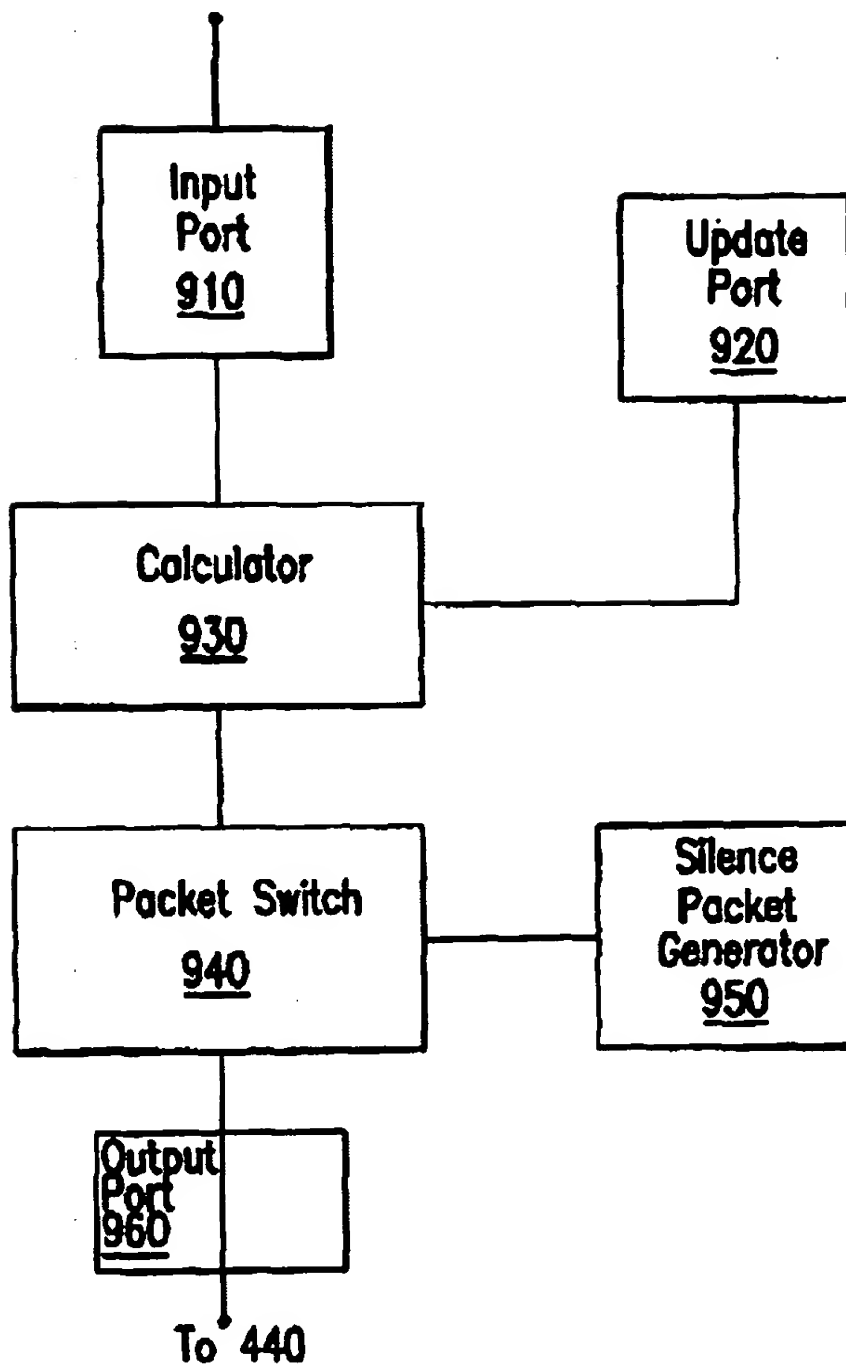 Input
Port
910
Update
Port
920
Calculator
930
Packet Switch
940
Silence
Packet
Generator
950
Output
Port
960
To 440